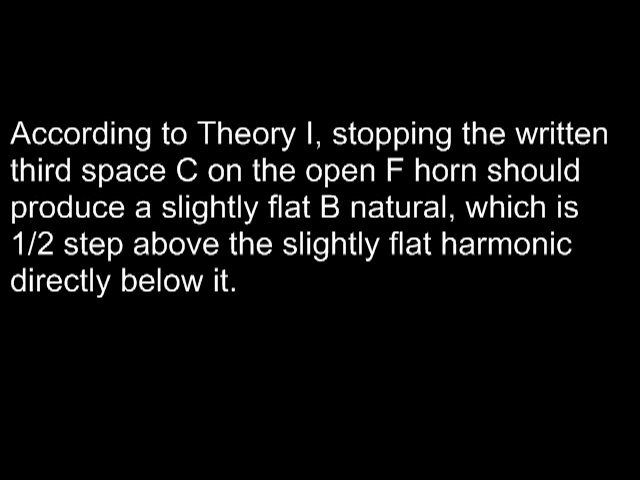 According to Theory I, stopping the written
third space C on the open F horn should
produce a slightly flat B natural, which is
1/2 step above the slightly flat harmonic
directly below it.